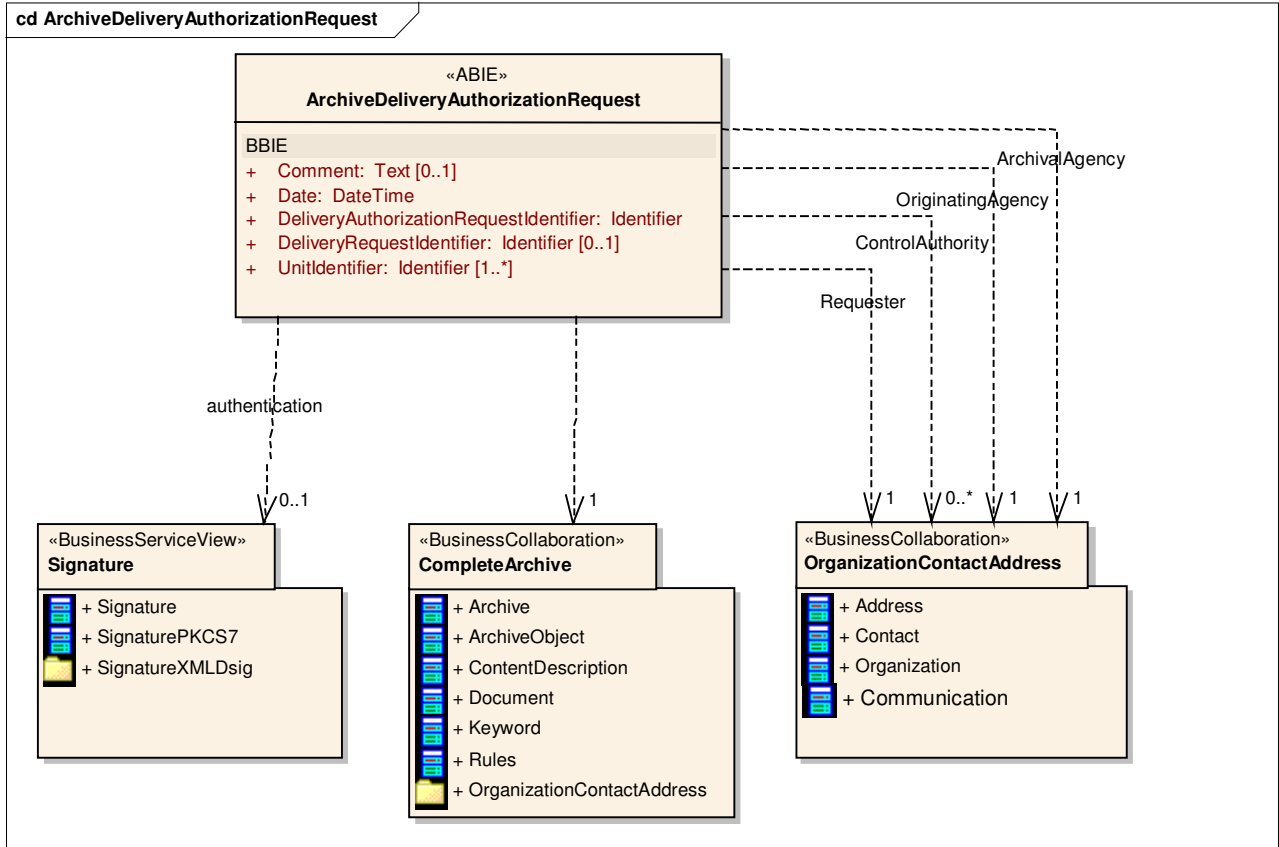 cd ArchiveDeliveryAuthorizationRequest
«ABIE»
ArchiveDeliveryAuthorizationRequest
BBIE
+ Comment: Text [0..1]
+ Date: DateTime
+ DeliveryAuthorizationRequestIdentifier: Identifier
+ DeliveryRequestIdentifier: Identifier [0..1]
+ UnitIdentifier: Identifier [1..*]
ArchivalAgency
OriginatingAgency
ControlAuthority
Requester
authentication
0..1
1
1
0..*
1
1
«BusinessServiceView»
Signature
+ Signature
+ SignaturePKCS7
+ SignatureXMLDsig
«BusinessCollaboration»
CompleteArchive
+ Archive
+ ArchiveObject
+ ContentDescription
+ Document
+ Keyword
+ Rules
+ OrganizationContactAddress
«BusinessCollaboration»
OrganizationContactAddress
+ Address
+ Contact
+ Organization
+ Communication